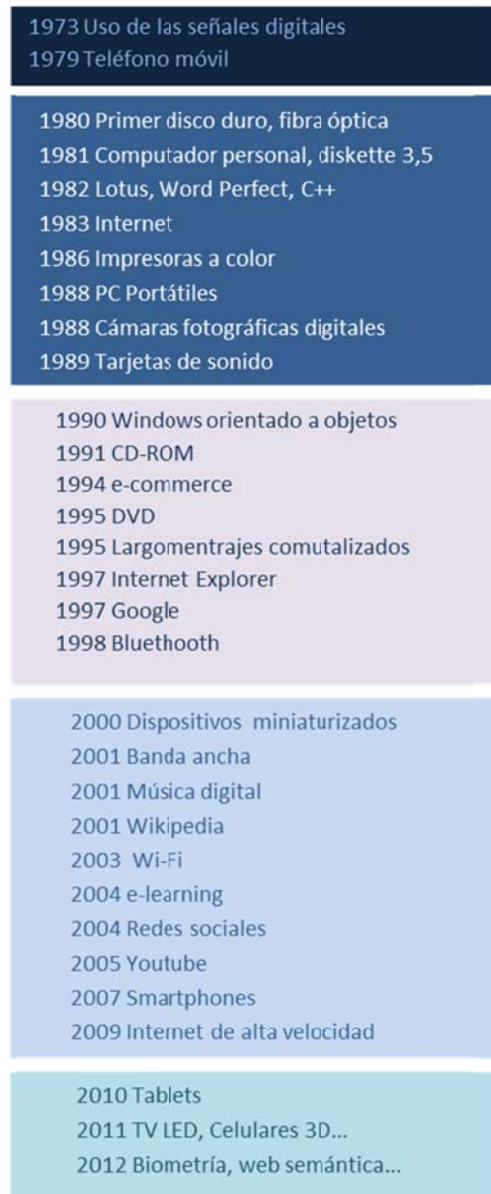 1973 Uso de las señales digitales
1979 Teléfono móvil
1980 Primer disco duro, fibra óptica
1981 Computador personal, diskette 3,5
1982 Lotus, Word Perfect, C++
1983 Internet
1986 Impresoras a color
1988 PC Portátiles
1988 Cámaras fotográficas digitales
1989 Tarjetas de sonido
1990 Windows orientado a objetos
1991 CD-ROM
1994 e-commerce
1995 DVD
1995 Largomentrajes comutalizados
1997 Internet Explorer
1997 Google
1998 Bluethooth
2000 Dispositivos miniaturizados
2001 Banda ancha
2001 Música digital
2001 Wikipedia
2003 Wi-Fi
2004 e-learning
2004 Redes sociales
2005 Youtube
2007 Smartphones
2009 Internet de alta velocidad
2010 Tablets
2011 TV LED, Celulares 3D...
2012 Biometría, web semántica...